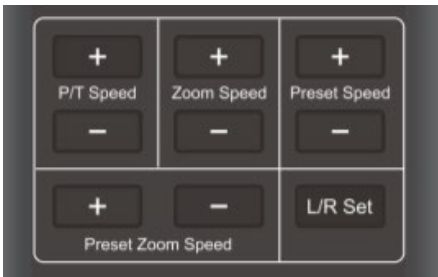 + + +
P/T Speed Zoom Speed Preset Speed
− − −
+ − L/R Set
Preset Zoom Speed